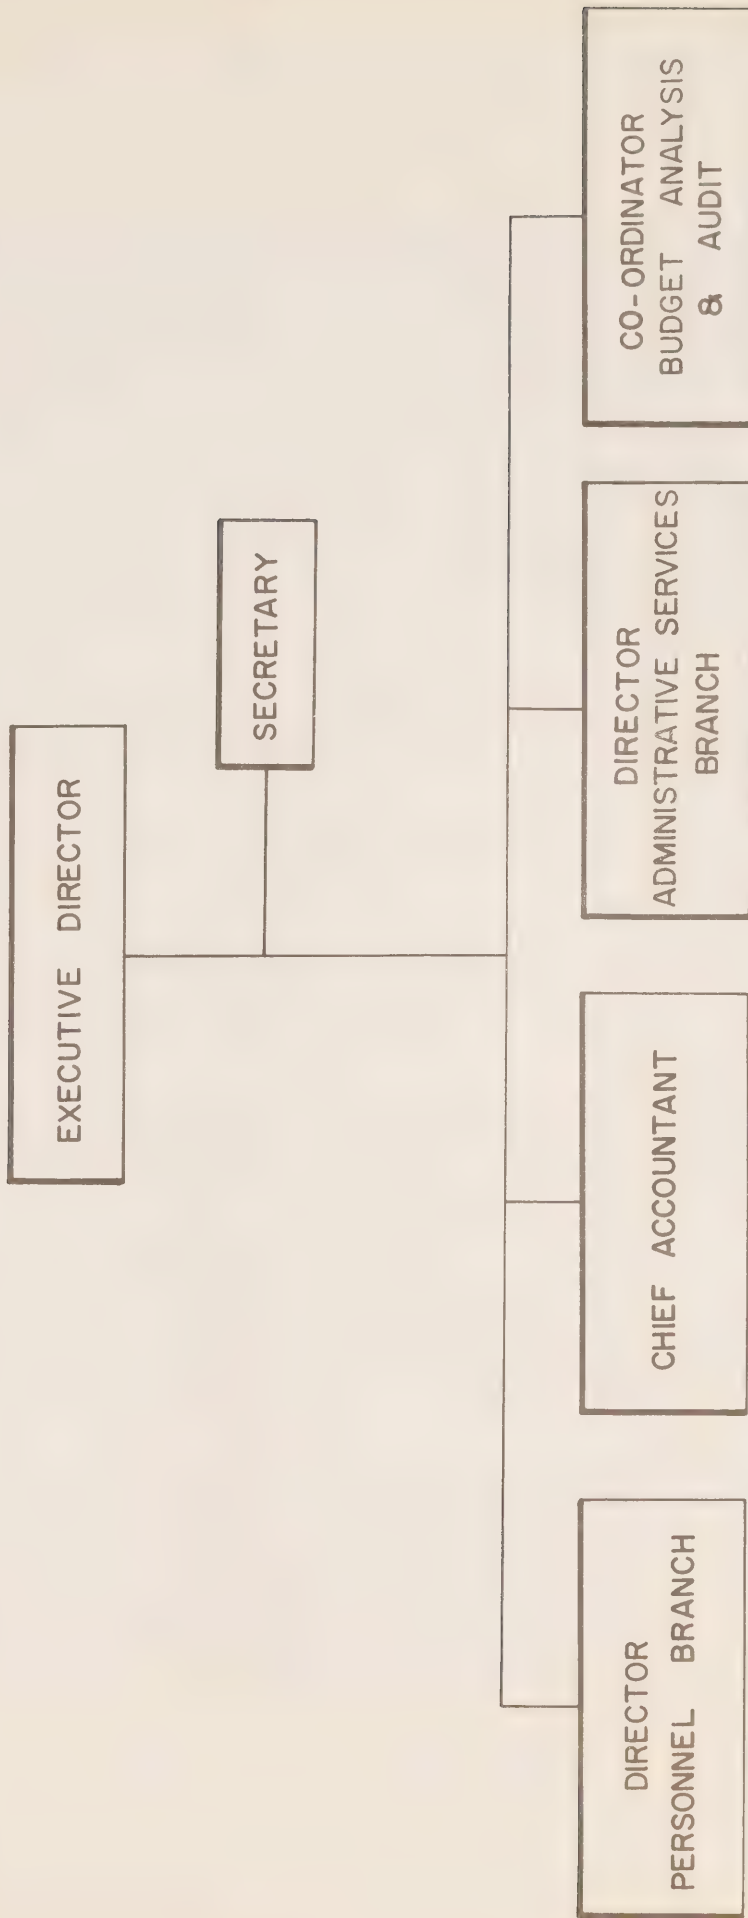 EXECUTIVE DIRECTOR
SECRETARY
DIRECTOR
PERSONNEL BRANCH
CHIEF ACCOUNTANT
DIRECTOR
ADMINISTRATIVE SERVICES
BRANCH
CO-ORDINATOR
BUDGET ANALYSIS
& AUDIT